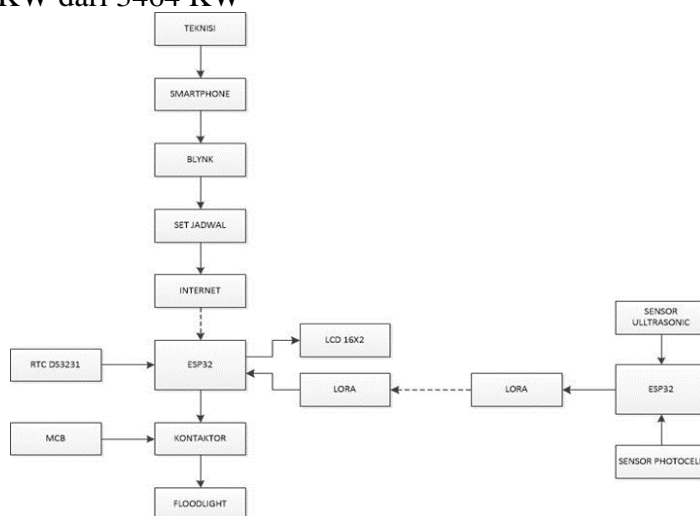 KW dari 3464 KW
TEKNISI
SMARTPHONE
BLYNK
SET JADWAL
INTERNET
SENSOR
ULLTRASONIC
LCD 16X2
RTC DS3231
ESP32
LORA
LORA
ESP32
MCB
KONTAKTOR
SENSOR PHOTOCELL
FLOODLIGHT